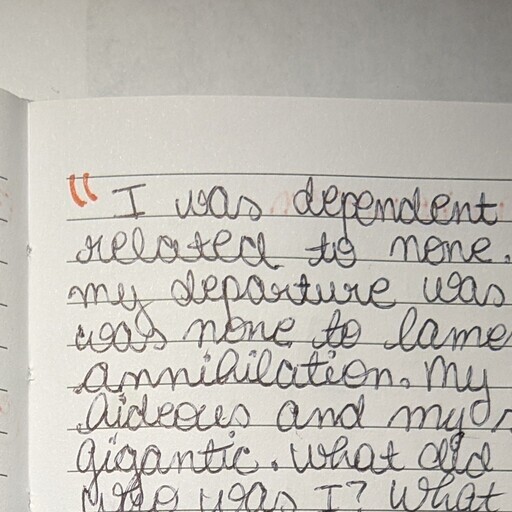 "I was dependent
related to none.
my departure was
was none to lame
annihilation. My
hideous and my s
gigantic. What did
Who was I? What